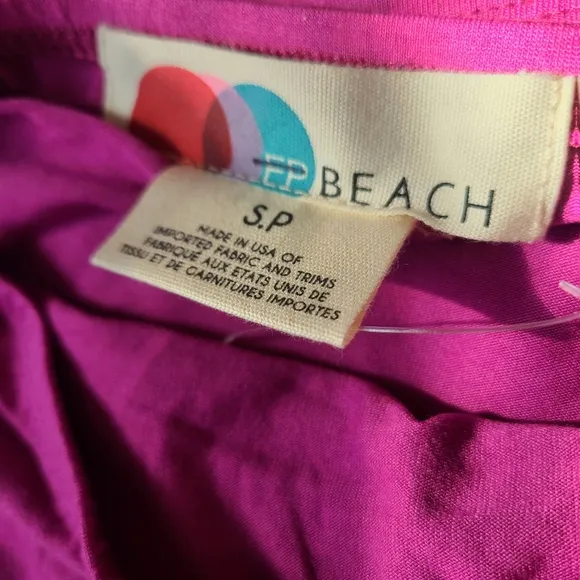 FP BEACH
S.P
MADE IN USA OF
IMPORTED FABRIC AND TRIMS
FABRIQUE AUX ETATS UNIS DE
TISSU ET DE GARNITURES IMPORTES